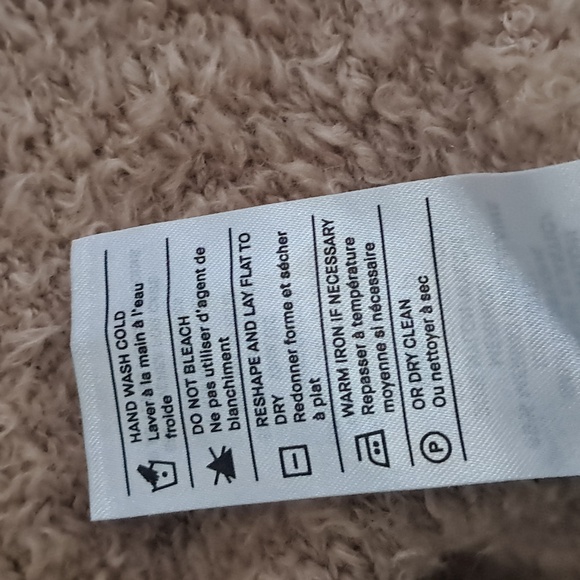 HAND WASH COLD
Laver à la main à l'eau
froide
DO NOT BLEACH
Ne pas utiliser d'agent de
blanchiment
RESHAPE AND LAY FLAT TO
DRY
Redonner forme et sécher
à plat
WARM IRON IF NECESSARY
Repasser à température
moyenne si nécessaire
OR DRY CLEAN
Ou nettoyer à sec
P